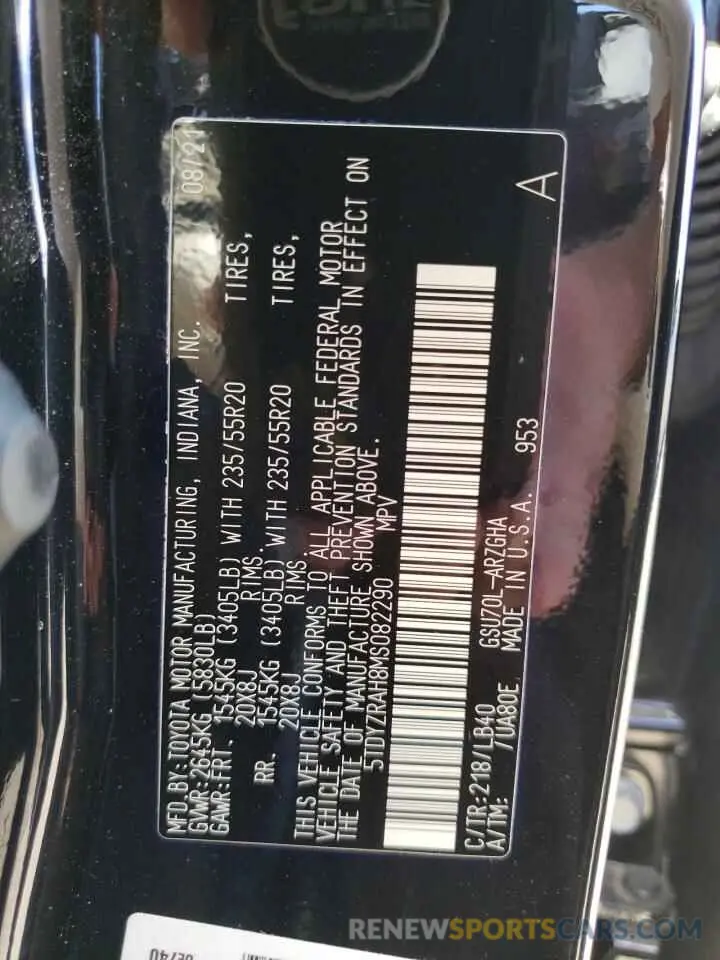 MFD.BY:TOYOTA MOTOR MANUFACTURING, INDIANA, INC. 08/21
GVWR:2645KG (5830LB)
GAWR:FRT. 1545KG (3405LB) WITH 235/55R20 TIRES,
20X8J RIMS.
RR. 1545KG (3405LB) WITH 235/55R20 TIRES,
20X8J RIMS.
THIS VEHICLE CONFORMS TO ALL APPLICABLE FEDERAL MOTOR
VEHICLE SAFETY AND THEFT PREVENTION STANDARDS IN EFFECT ON
THE DATE OF MANUFACTURE SHOWN ABOVE.
5TDYZRAH8MS082290 MPV
C/TR:218/LB40 GSU70L-ARZGHA
A/TM: /UA80E MADE IN U.S.A. 953 A
RENEWSPORTSCARS.COM